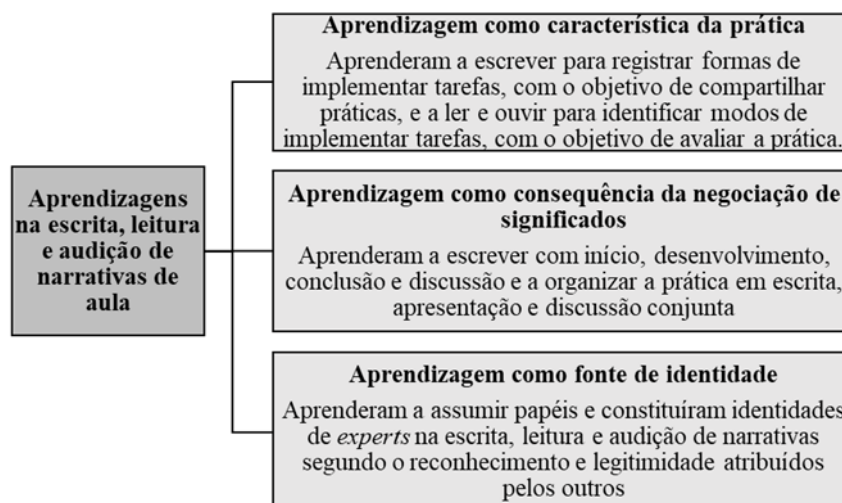 Aprendizagens
na escrita, leitura
e audição de
narrativas de
aula
Aprendizagem como característica da prática
Aprenderam a escrever para registrar formas de
implementar tarefas, com o objetivo de compartilhar
práticas, e a ler e ouvir para identificar modos de
implementar tarefas, com o objetivo de avaliar a prática.
Aprendizagem como consequência da negociação de
significados
Aprenderam a escrever com início, desenvolvimento,
conclusão e discussão e a organizar a prática em escrita,
apresentação e discussão conjunta
Aprendizagem como fonte de identidade
Aprenderam a assumir papéis e constituíram identidades
de experts na escrita, leitura e audição de narrativas
segundo o reconhecimento e legitimidade atribuídos
pelos outros